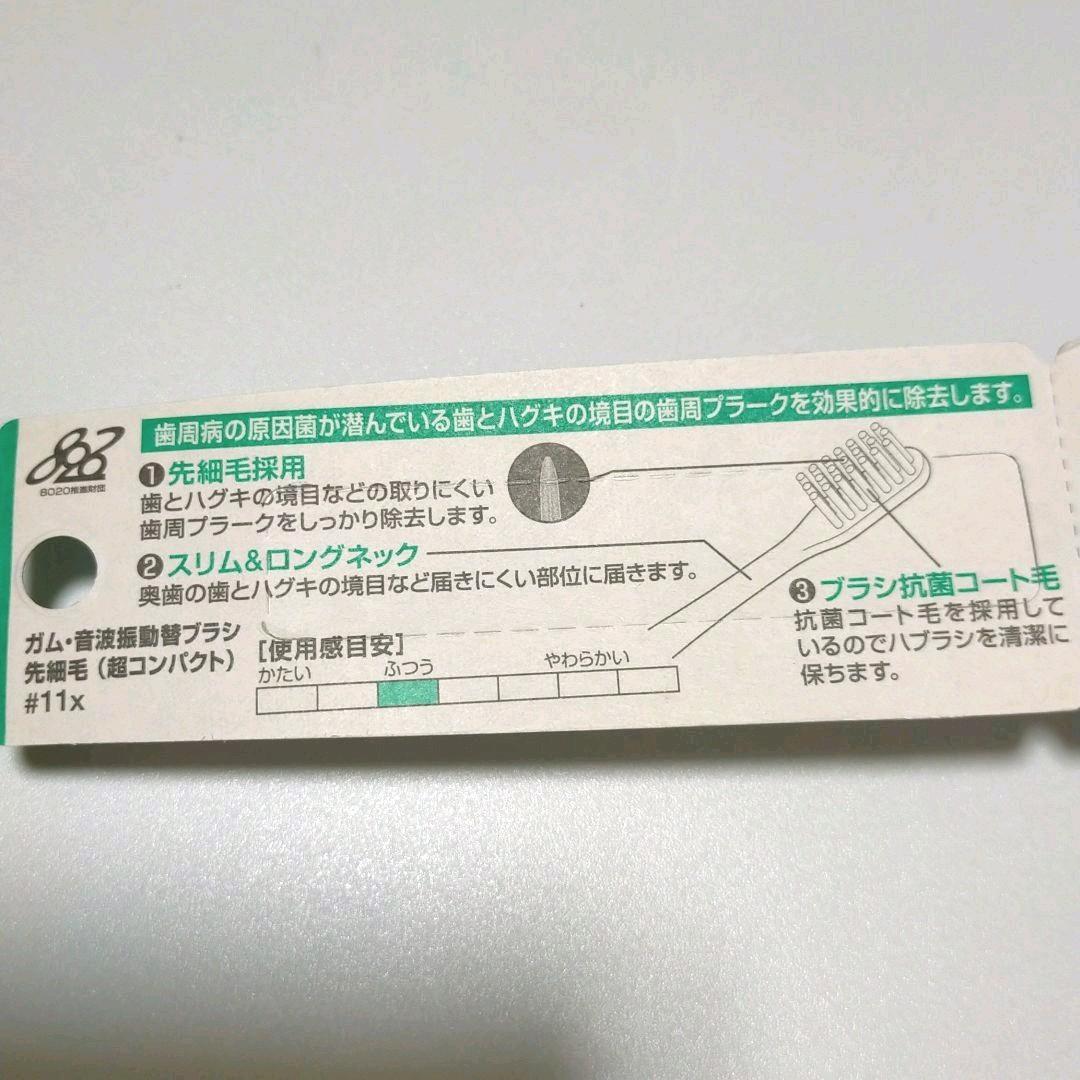 歯周病の原因菌が潜んでいる歯とハグキの境目の歯周プラークを効果的に除去します。
8020推進財団
❶先細毛採用
歯とハグキの境目などの取りにくい
歯周プラークをしっかり除去します。
❷スリム&ロングネック
奥歯の歯とハグキの境目など届きにくい部位に届きます。
❸ブラシ抗菌コート毛
抗菌コート毛を採用して
いるのでハブラシを清潔に
保ちます。
ガム・音波振動替ブラシ
先細毛（超コンパクト）
#11x
[使用感目安]
かたい ふつう やわらかい